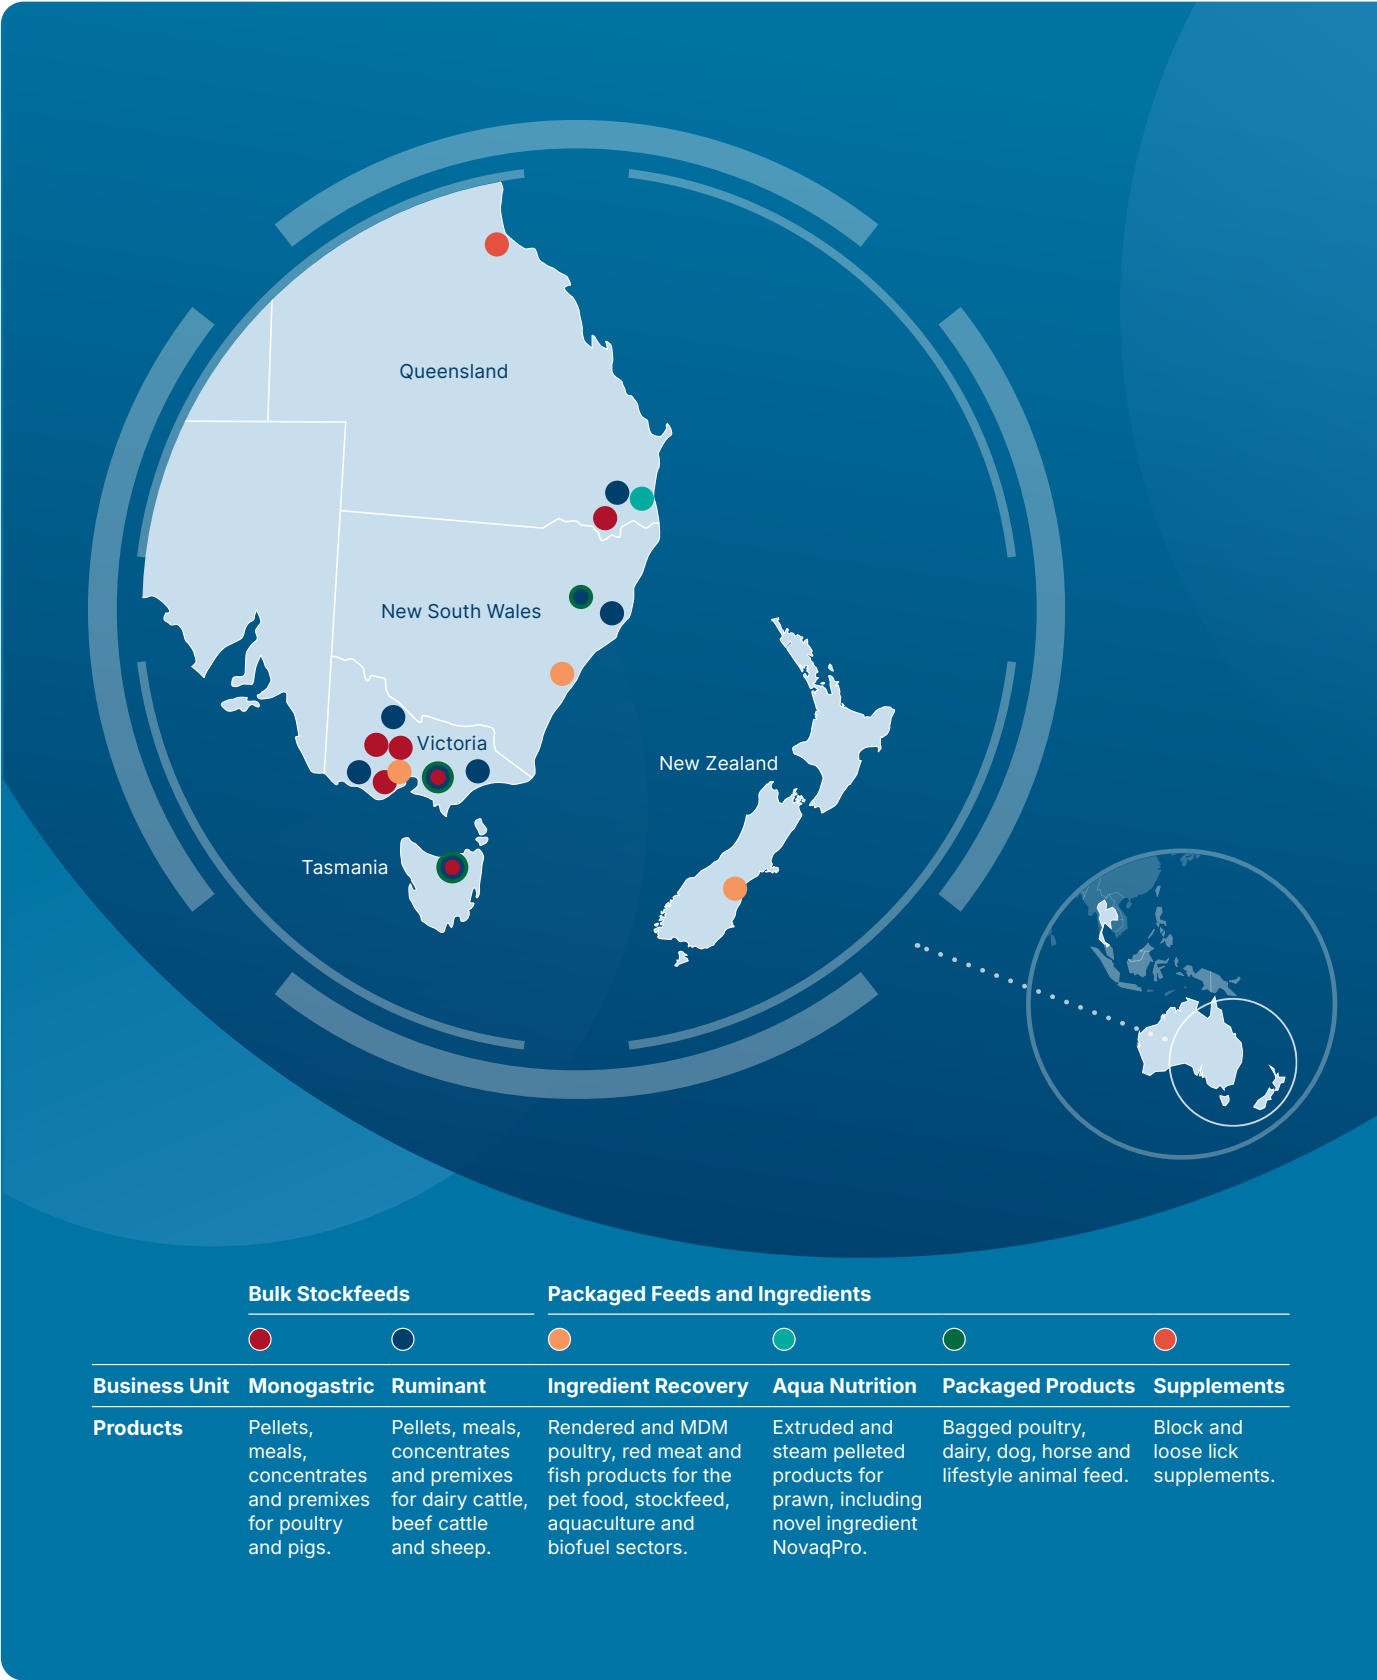 Queensland
New South Wales
Victoria
New Zealand
Tasmania
Bulk Stockfeeds
Packaged Feeds and Ingredients
Business Unit
Monogastric
Ruminant
Ingredient Recovery
Aqua Nutrition
Packaged Products
Supplements
Products
Pellets,
meals,
concentrates
and premixes
for poultry
and pigs.
Pellets, meals,
concentrates
and premixes
for dairy cattle,
beef cattle
and sheep.
Rendered and MDM
poultry, red meat and
fish products for the
pet food, stockfeed,
aquaculture and
biofuel sectors.
Extruded and
steam pelleted
products for
prawn, including
novel ingredient
NovaqPro.
Bagged poultry,
dairy, dog, horse and
lifestyle animal feed.
Block and
loose lick
supplements.